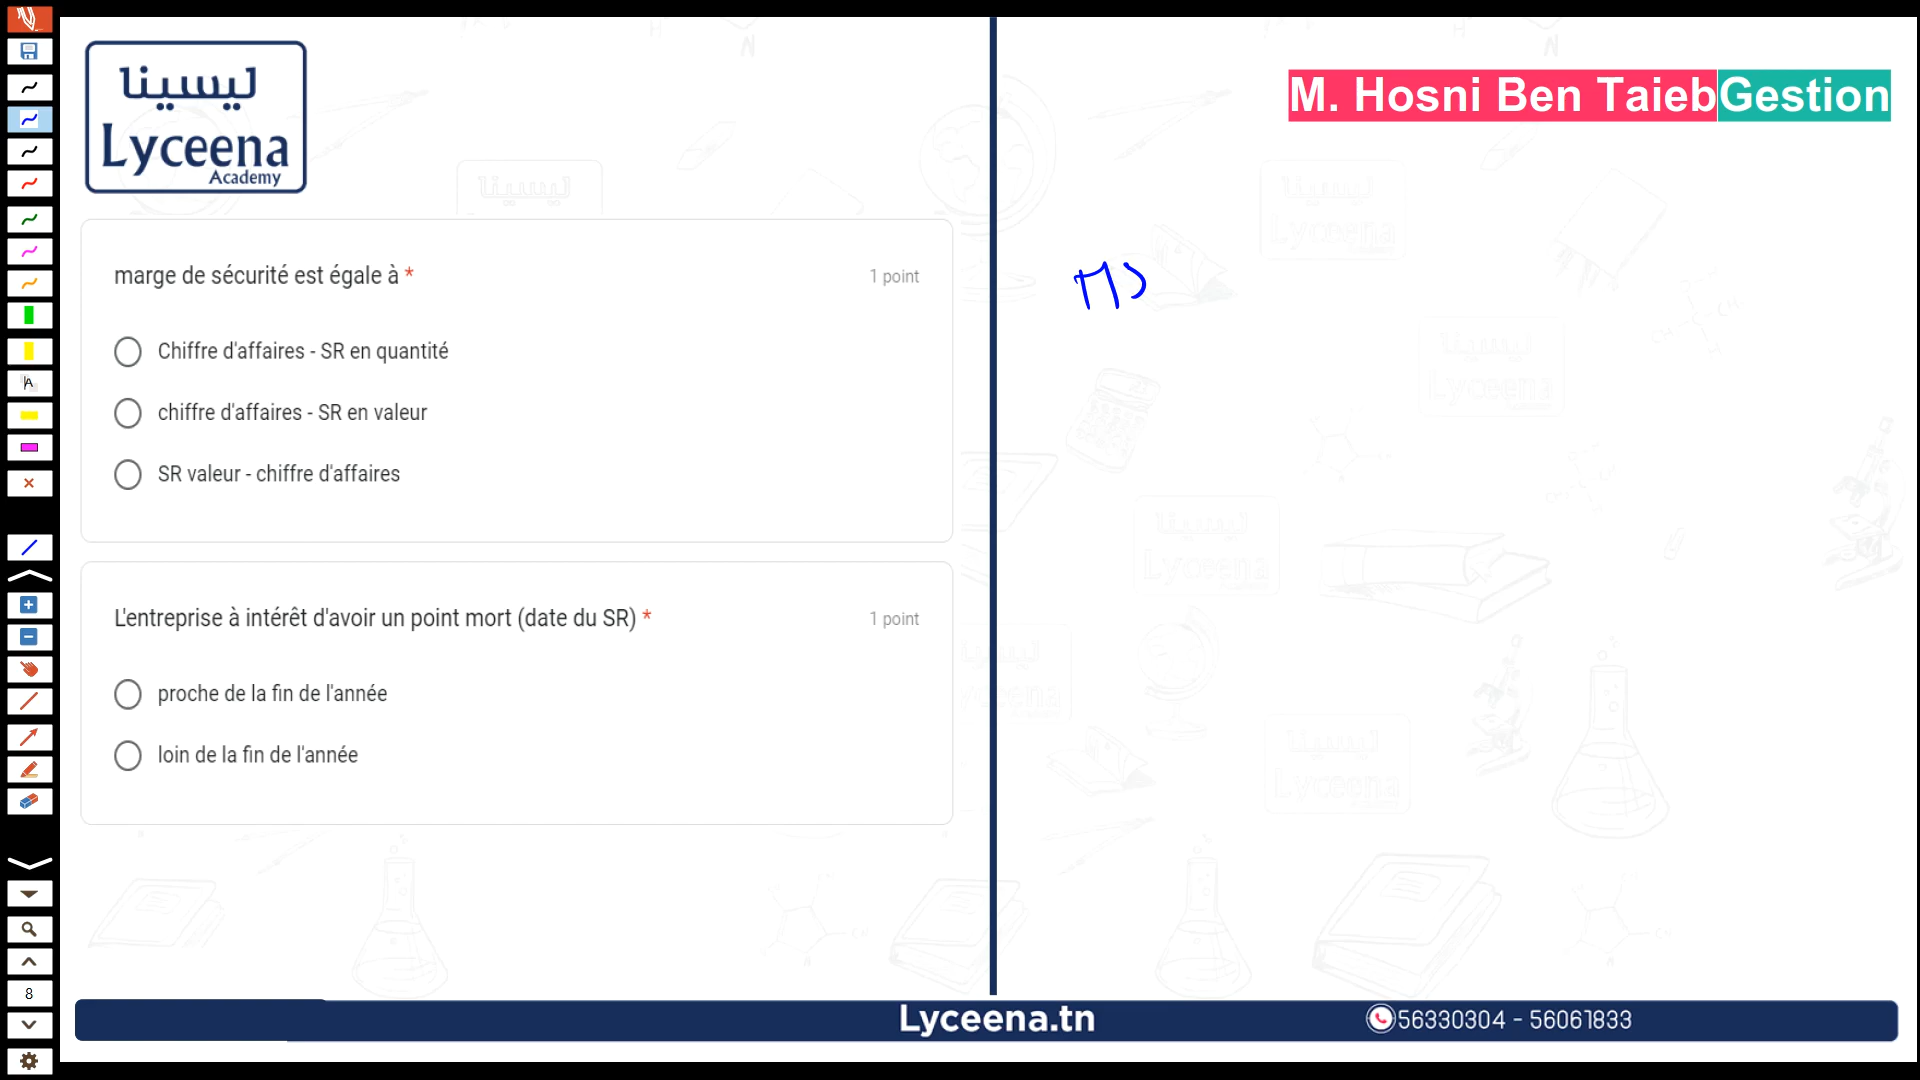 ليسينا
Lyceena
Academy
M. Hosni Ben Taieb Gestion
marge de sécurité est égale à *
1 point
Chiffre d'affaires - SR en quantité
chiffre d'affaires - SR en valeur
SR valeur - chiffre d'affaires
L'entreprise à intérêt d'avoir un point mort (date du SR) *
1 point
proche de la fin de l'année
loin de la fin de l'année
8
Lyceena.tn
56330304 - 56061833